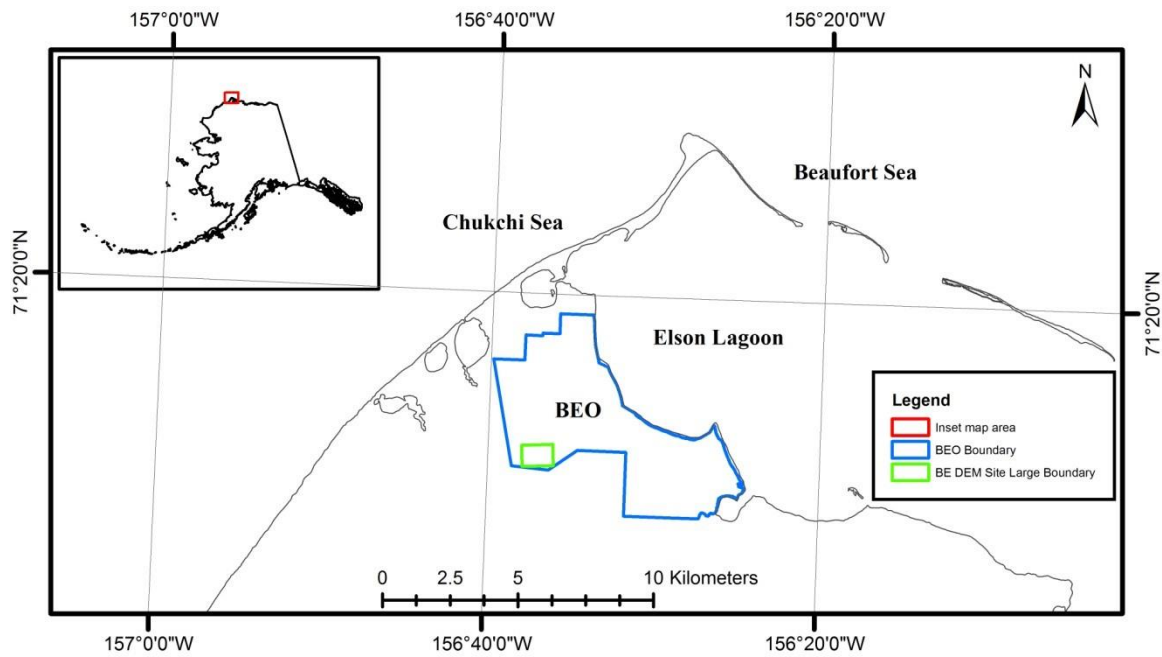 157°0'0"W 156°40'0"W 156°20'0"W
N
Beaufort Sea
Chukchi Sea
71°20'0"N
71°20'0"N
Elson Lagoon
BEO
Legend
Inset map area
BEO Boundary
BE DEM Site Large Boundary
0 2.5 5 10 Kilometers
157°0'0"W 156°40'0"W 156°20'0"W